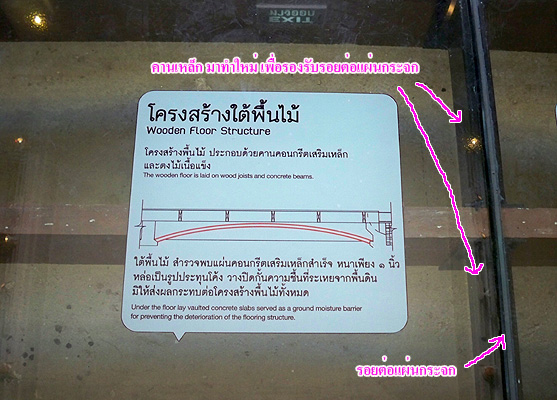 EXIT
คานเหล็ก มาทำใหม่ เพื่อรองรับรอยต่อแผ่นกระจก
โครงสร้างใต้พื้นไม้
Wooden Floor Structure
โครงสร้างพื้นไม้ ประกอบด้วยคานคอนกรีตเสริมเหล็ก
และตงไม้เนื้อแข็ง
The wooden floor is laid on wood joists and concrete beams.
ใต้พื้นไม้ สำรวจพบแผ่นคอนกรีตเสริมเหล็กสำเร็จ หนาเพียง ๑ นิ้ว
หล่อเป็นรูปประทุนโค้ง วางปิดกั้นความชื้นที่ระเหยจากพื้นดิน
มิให้ส่งผลกระทบต่อโครงสร้างพื้นไม้ทั้งหมด
Under the floor lay vaulted concrete slabs served as a ground moisture barrier
for preventing the deterioration of the flooring structure.
รอยต่อแผ่นกระจก